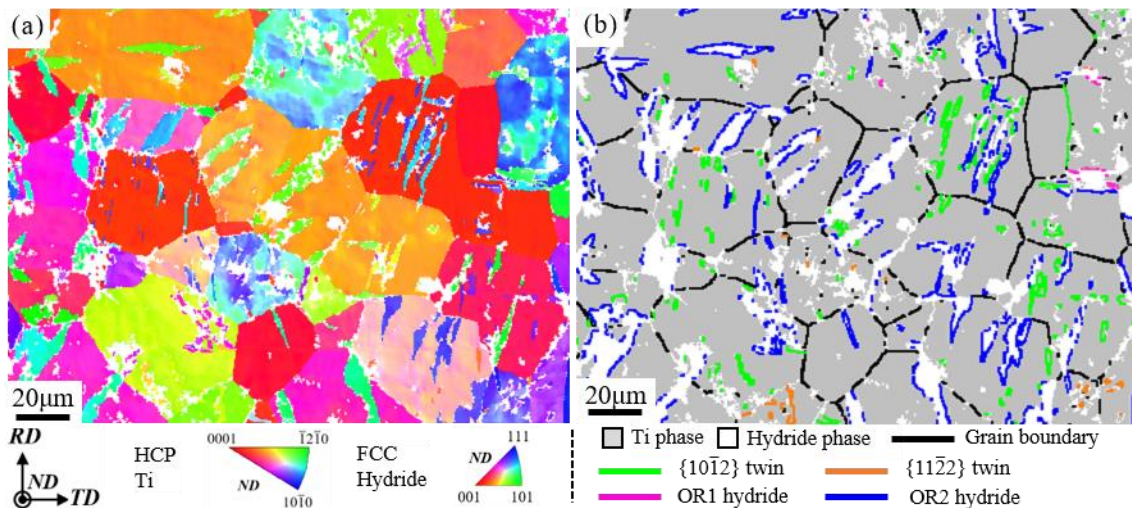 (a)
(b)
20μm
20μm
RD
ND
TD
HCP
Ti
0001
1̅21̅0
ND
101̅0
FCC
Hydride
111
ND
001
101
Ti phase
Hydride phase
Grain boundary
{101̅2} twin
{112̅2} twin
OR1 hydride
OR2 hydride